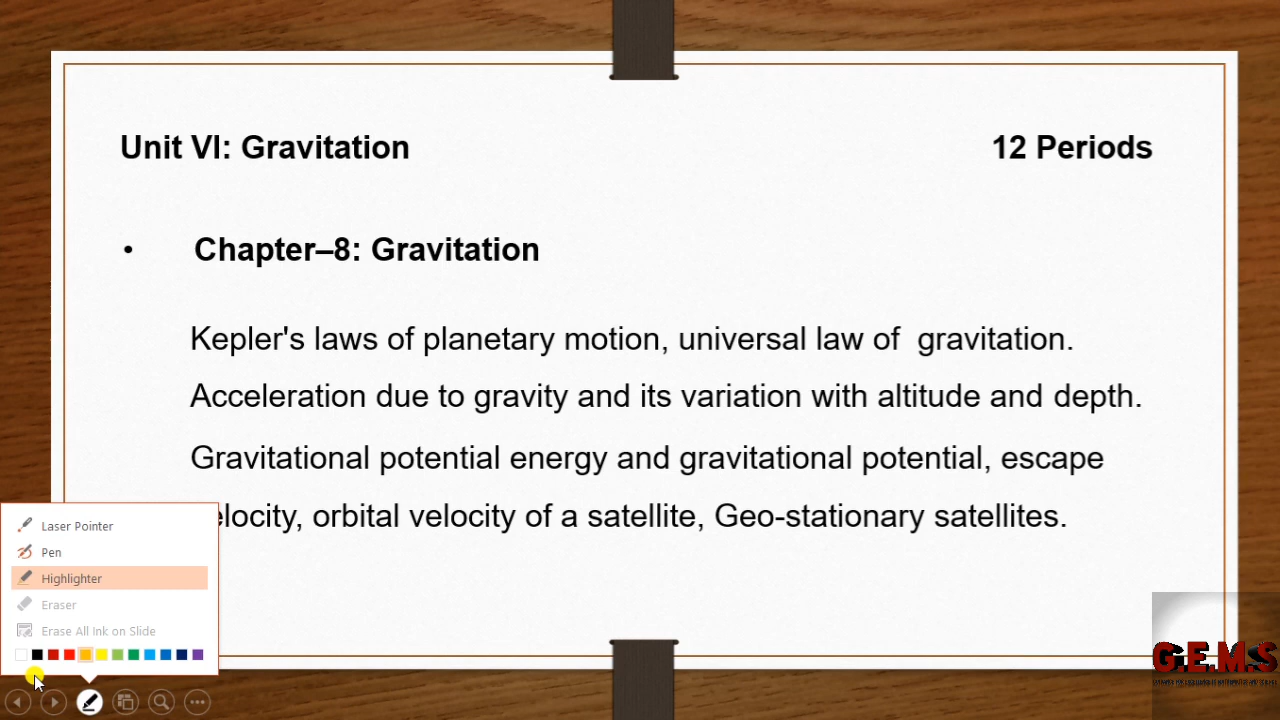 Unit VI: Gravitation 12 Periods
• Chapter–8: Gravitation
Kepler's laws of planetary motion, universal law of gravitation.
Acceleration due to gravity and its variation with altitude and depth.
Gravitational potential energy and gravitational potential, escape
elocity, orbital velocity of a satellite, Geo-stationary satellites.
Laser Pointer
Pen
Highlighter
Eraser
Erase All Ink on Slide
G.E.M.S